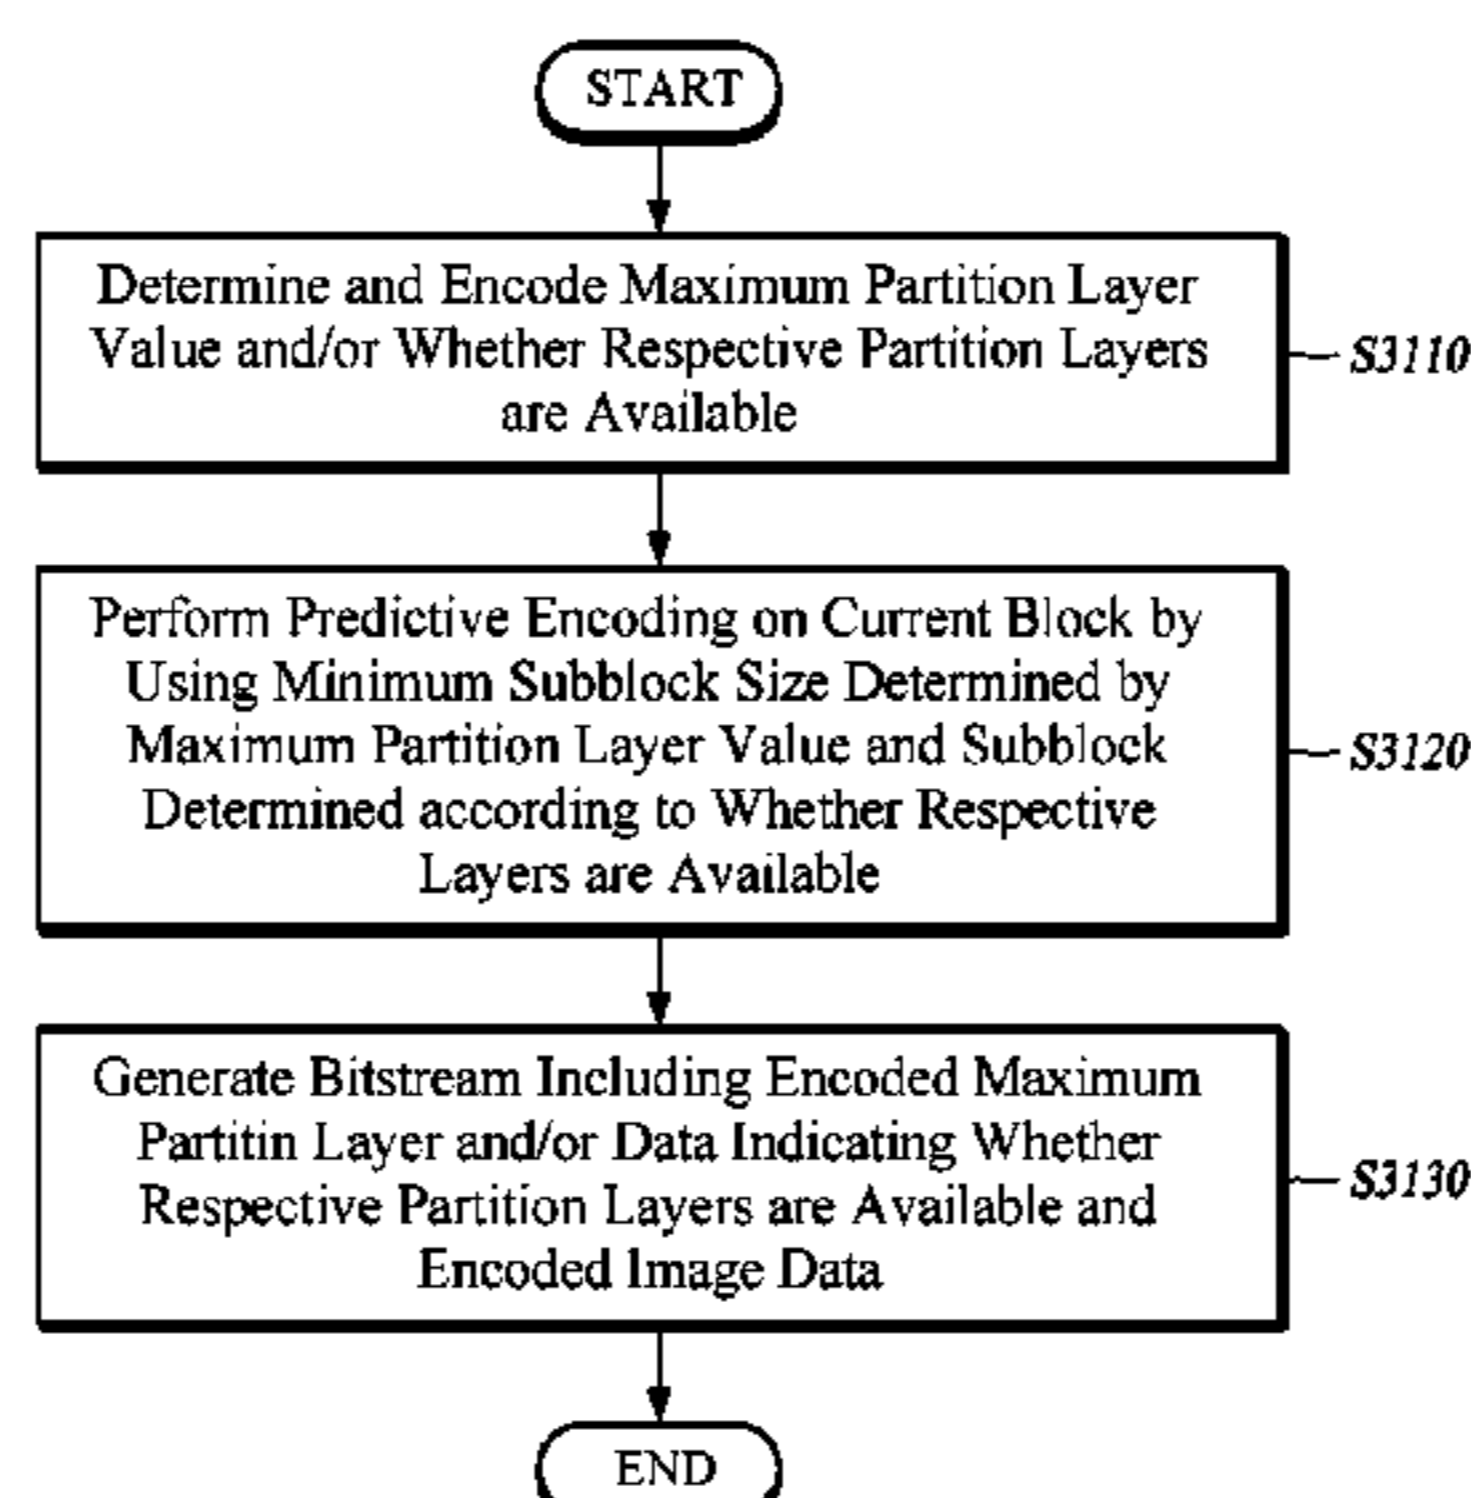 START
Determine and Encode Maximum Partition Layer
Value and/or Whether Respective Partition Layers
are Available
S3110
Perform Predictive Encoding on Current Block by
Using Minimum Subblock Size Determined by
Maximum Partition Layer Value and Subblock
Determined according to Whether Respective
Layers are Available
S3120
Generate Bitstream Including Encoded Maximum
Partitin Layer and/or Data Indicating Whether
Respective Partition Layers are Available and
Encoded Image Data
S3130
END